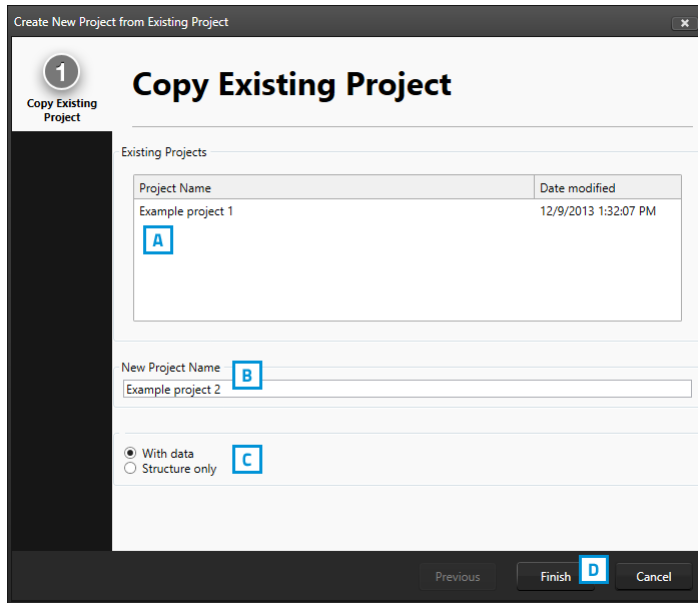 Create New Project from Existing Project
1
Copy Existing
Project
Copy Existing Project
Existing Projects
Project Name Date modified
Example project 1 12/9/2013 1:32:07 PM
A
New Project Name B
Example project 2
With data
Structure only
C
Previous Finish D Cancel